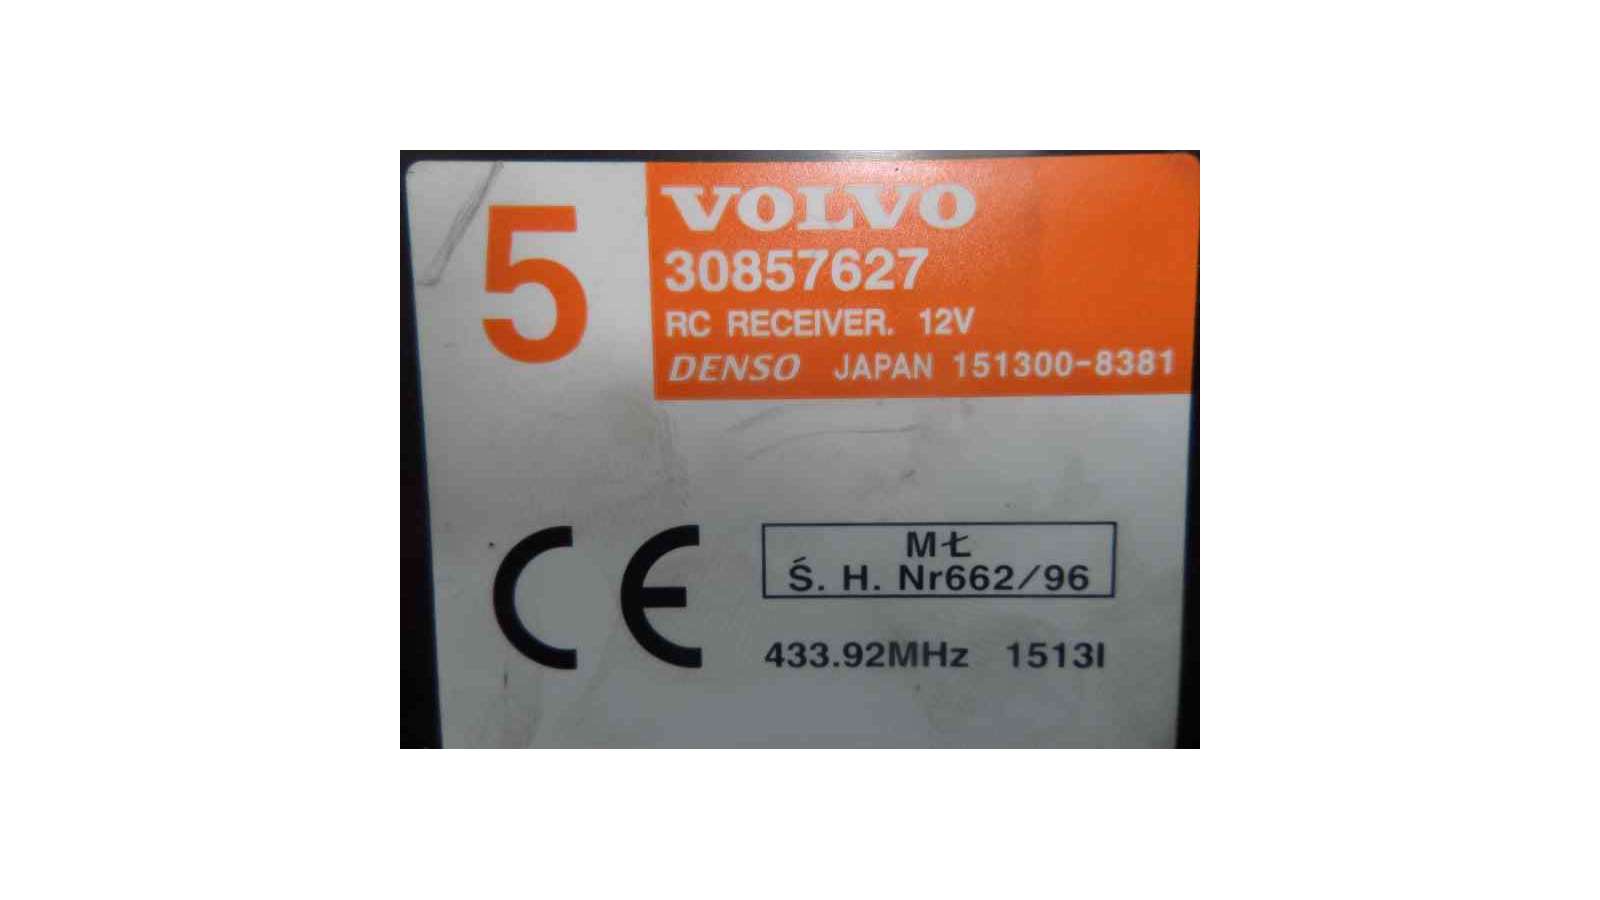 5
VOLVO
30857627
RC RECEIVER. 12V
DENSO JAPAN 151300-8381
CE
MŁ
Ś. H. Nr662/96
433.92MHz 1513I